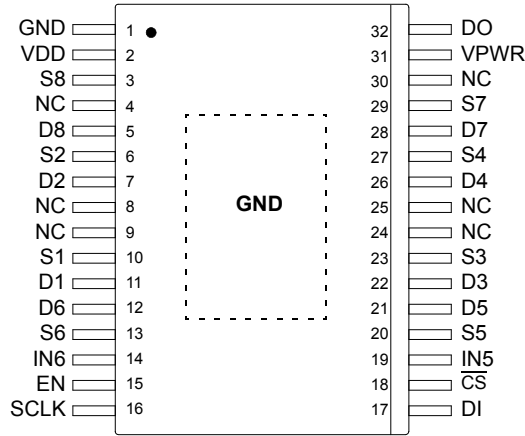 GND 1 32 DO
VDD 2 31 VPWR
S8 3 30 NC
NC 4 29 S7
D8 5 28 D7
S2 6 27 S4
D2 7 26 D4
NC 8 25 NC
NC 9 24 NC
S1 10 23 S3
D1 11 22 D3
D6 12 21 D5
S6 13 20 S5
IN6 14 19 IN5
EN 15 18 C̅S̅
SCLK 16 17 DI
GND